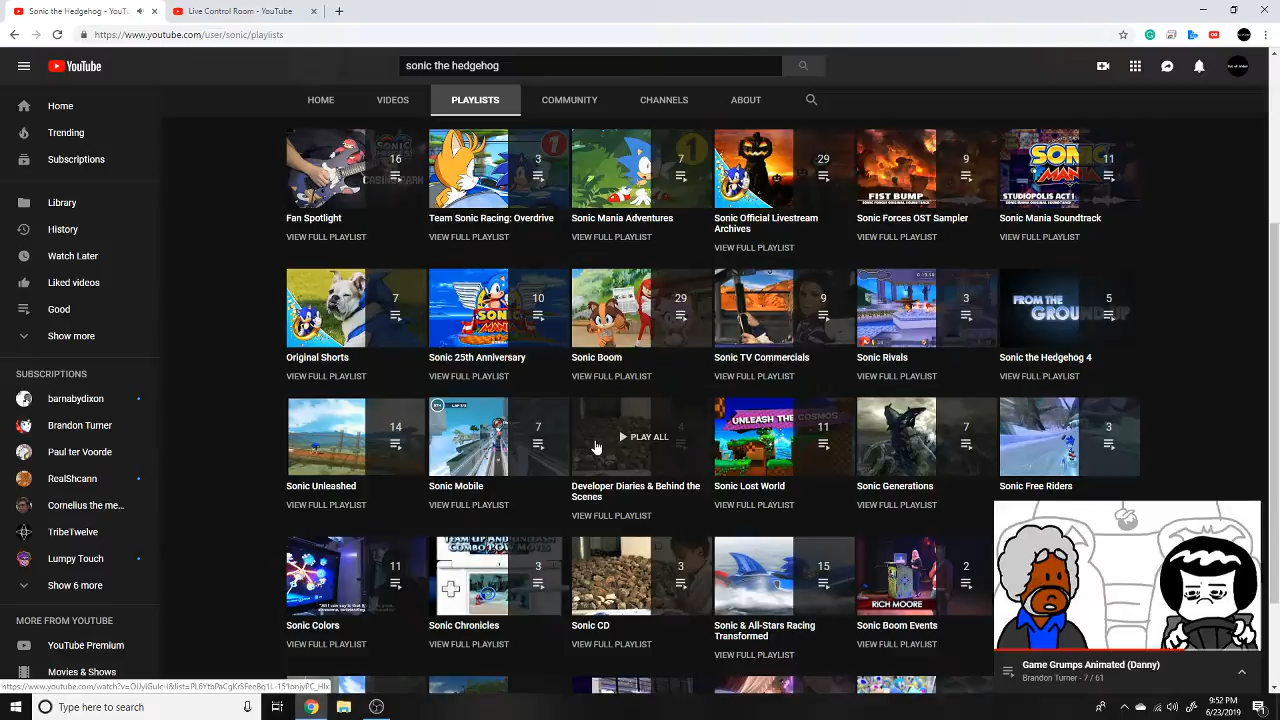 Sonic the Hedgehog - YouT
Live Control Room - YouTube
https://www.youtube.com/user/sonic/playlists
YouTube
sonic the hedgehog
HOME
VIDEOS
PLAYLISTS
COMMUNITY
CHANNELS
ABOUT
Home
Trending
Subscriptions
Library
History
Watch Later
Liked videos
Good
Show more
SUBSCRIPTIONS
barnabydixon
Paul ter Voorde
RealShcann
Cornelius the me...
TribeTwelve
Lumpy Touch
Show 6 more
MORE FROM YOUTUBE
YouTube Premium
Movies & Shows
16
3
7
29
9
11
FIST BUMP
STUDIOPOLIS ACT 1
Fan Spotlight
Team Sonic Racing: Overdrive
Sonic Mania Adventures
Sonic Official Livestream
Archives
Sonic Forces OST Sampler
Sonic Mania Soundtrack
VIEW FULL PLAYLIST
VIEW FULL PLAYLIST
VIEW FULL PLAYLIST
VIEW FULL PLAYLIST
VIEW FULL PLAYLIST
VIEW FULL PLAYLIST
7
10
29
9
3
5
FROM THE
GROUND UP
Original Shorts
Sonic 25th Anniversary
Sonic Boom
Sonic TV Commercials
Sonic Rivals
Sonic the Hedgehog 4
VIEW FULL PLAYLIST
VIEW FULL PLAYLIST
VIEW FULL PLAYLIST
VIEW FULL PLAYLIST
VIEW FULL PLAYLIST
VIEW FULL PLAYLIST
14
7
PLAY ALL
4
UNLEASH THE COSMOS
11
7
3
Sonic Unleashed
Sonic Mobile
Developer Diaries & Behind the
Scenes
Sonic Lost World
Sonic Generations
Sonic Free Riders
VIEW FULL PLAYLIST
VIEW FULL PLAYLIST
VIEW FULL PLAYLIST
VIEW FULL PLAYLIST
VIEW FULL PLAYLIST
VIEW FULL PLAYLIST
11
3
3
15
2
RICH MOORE
Sonic Colors
Sonic Chronicles
Sonic CD
Sonic & All-Stars Racing
Transformed
Sonic Boom Events
VIEW FULL PLAYLIST
VIEW FULL PLAYLIST
VIEW FULL PLAYLIST
VIEW FULL PLAYLIST
VIEW FULL PLAYLIST
Game Grumps Animated (Danny)
Brandon Turner - 7 / 61
Type here to search
9:52 PM
6/23/2019